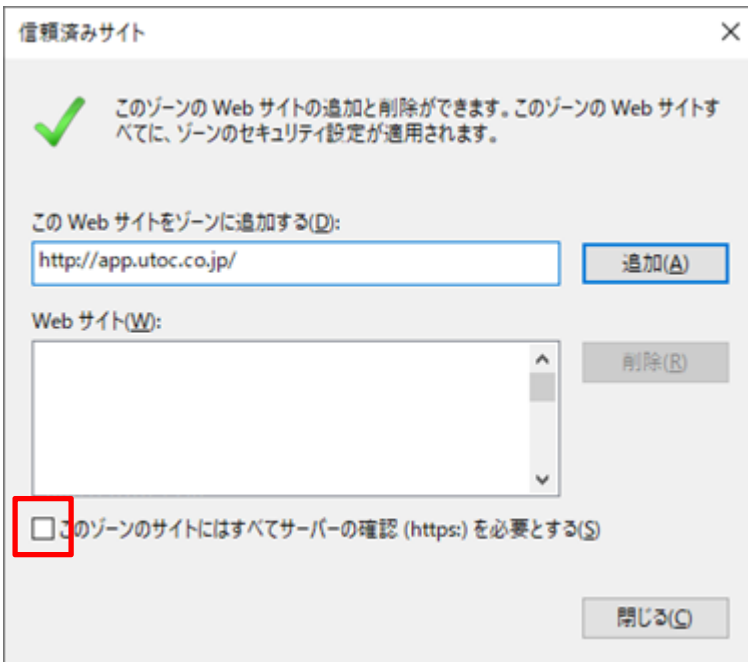 信頼済みサイト
このゾーンの Web サイトの追加と削除ができます。このゾーンの Web サイトす
べてに、ゾーンのセキュリティ設定が適用されます。
この Web サイトをゾーンに追加する(D):
http://app.utoc.co.jp/
追加(A)
Web サイト(W):
削除(R)
このゾーンのサイトにはすべてサーバーの確認 (https:) を必要とする(S)
閉じる(C)